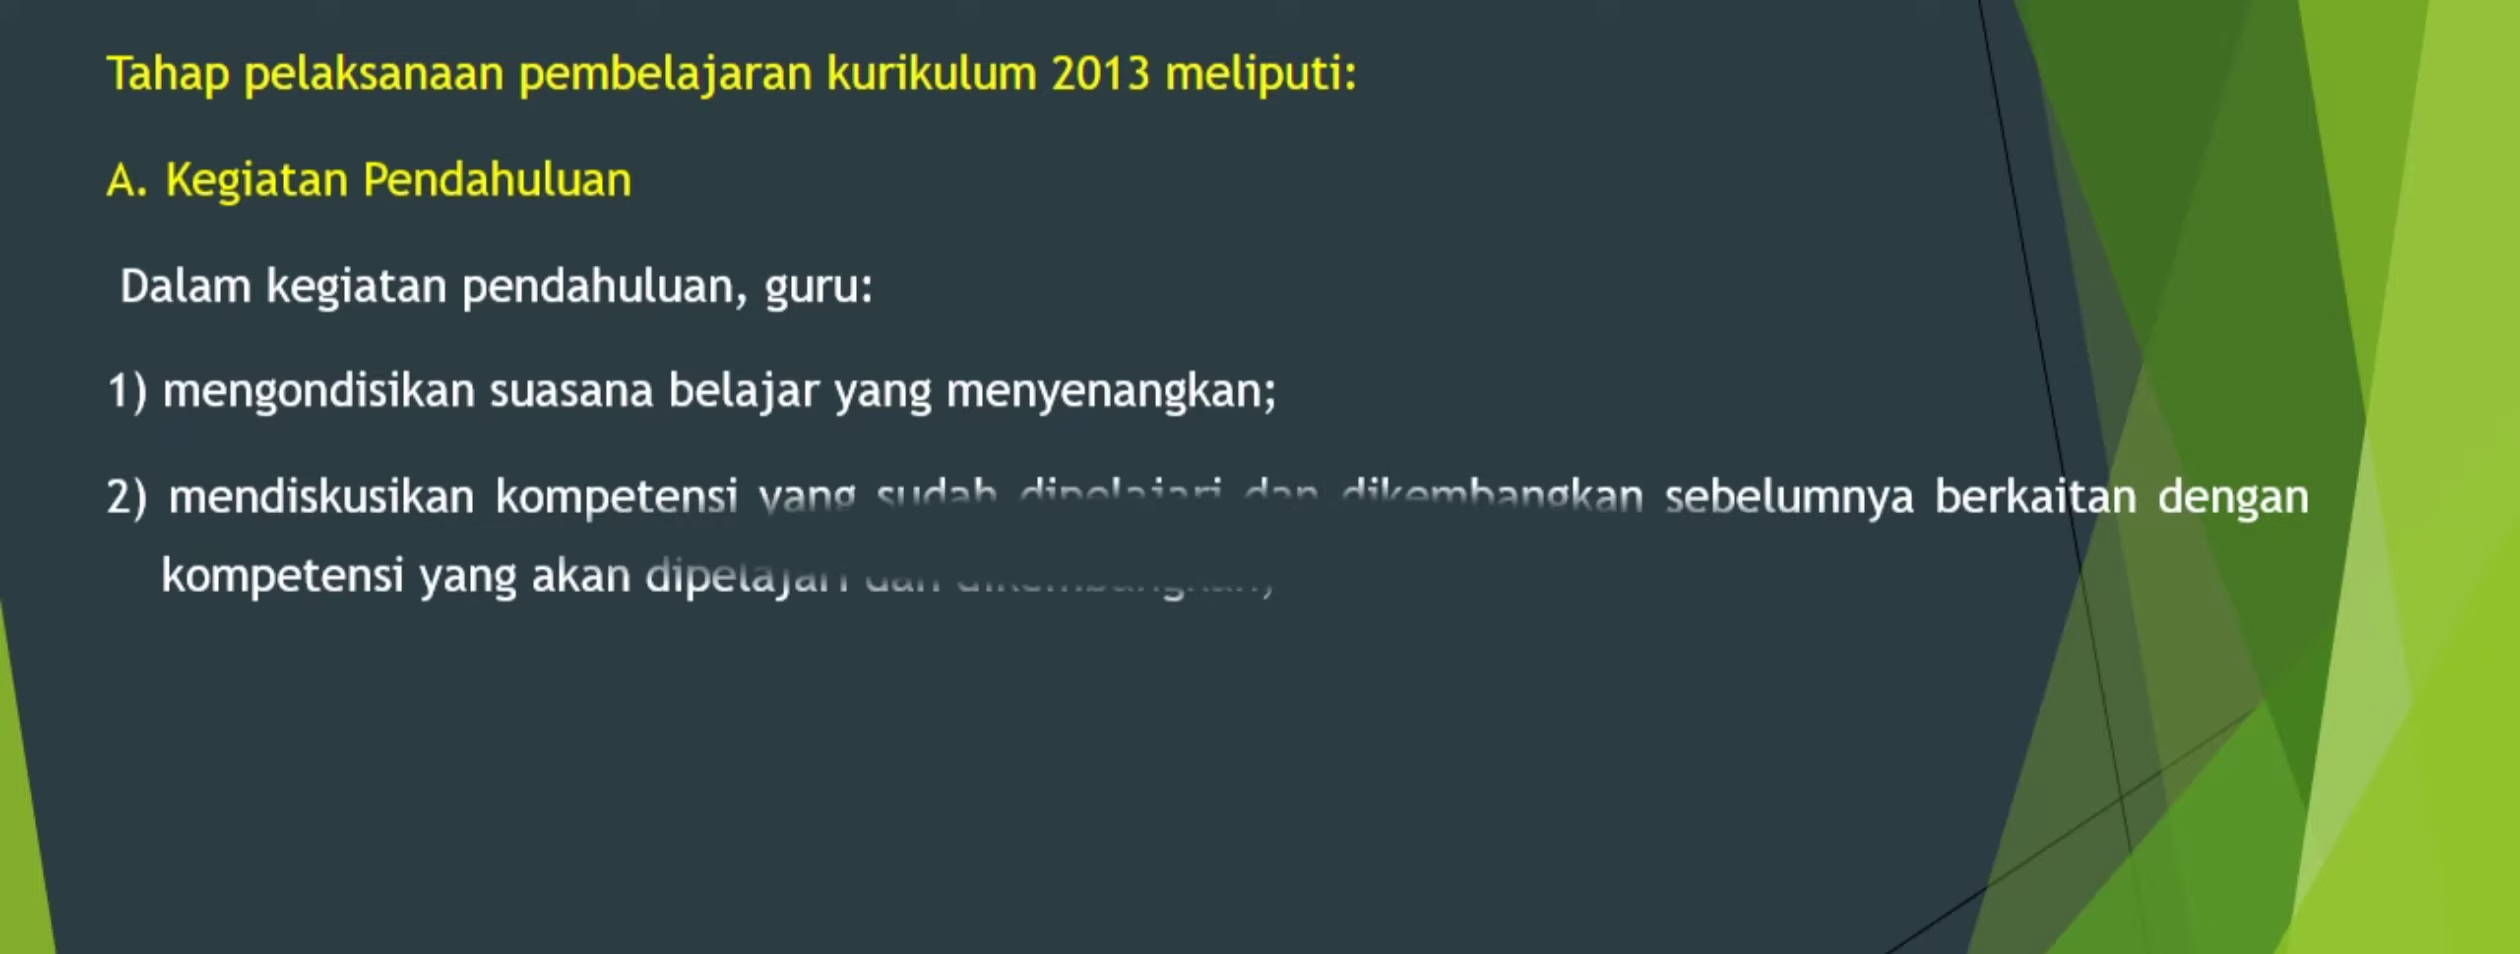 Tahap pelaksanaan pembelajaran kurikulum 2013 meliputi:
A. Kegiatan Pendahuluan
Dalam kegiatan pendahuluan, guru:
1) mengondisikan suasana belajar yang menyenangkan;
2) mendiskusikan kompetensi yang sudah dipelajari dan dikembangkan sebelumnya berkaitan dengan
kompetensi yang akan dipelajari dan dikembangkan;